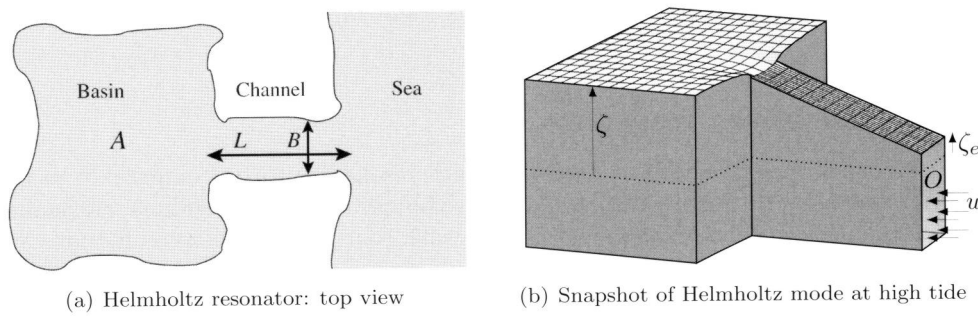 Basin
Channel
Sea
A
L
B
ζ
ζe
O
u
(a) Helmholtz resonator: top view
(b) Snapshot of Helmholtz mode at high tide